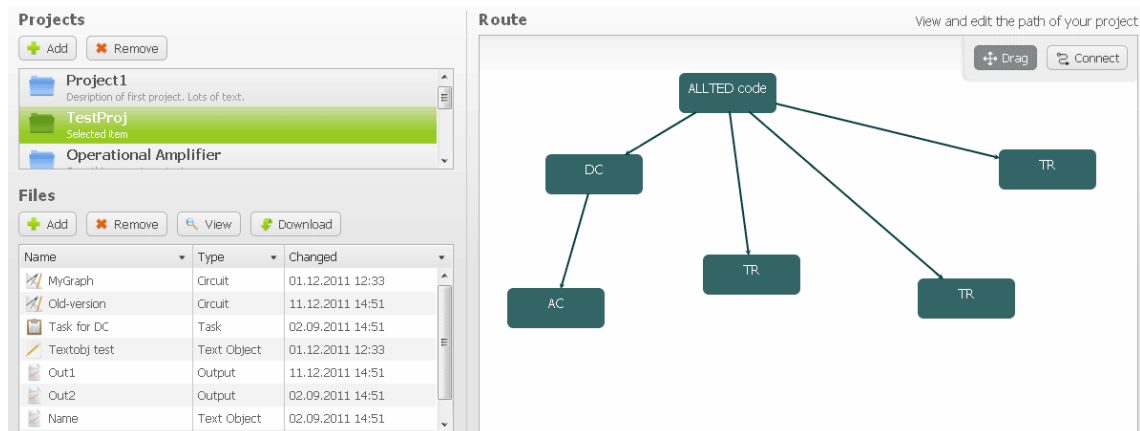 Projects
Add Remove
Project1
Desription of first project. Lots of text.
TestProj
Selected item
Operational Amplifier
Files
Add Remove View Download
Name Type Changed
MyGraph Circuit 01.12.2011 12:33
Old-version Circuit 11.12.2011 14:51
Task for DC Task 02.09.2011 14:51
Textobj test Text Object 01.12.2011 12:33
Out1 Output 11.12.2011 14:51
Out2 Output 02.09.2011 14:51
Name Text Object 02.09.2011 14:51
Route View and edit the path of your project
Drag Connect
ALLTED code
DC
TR
TR
TR
AC